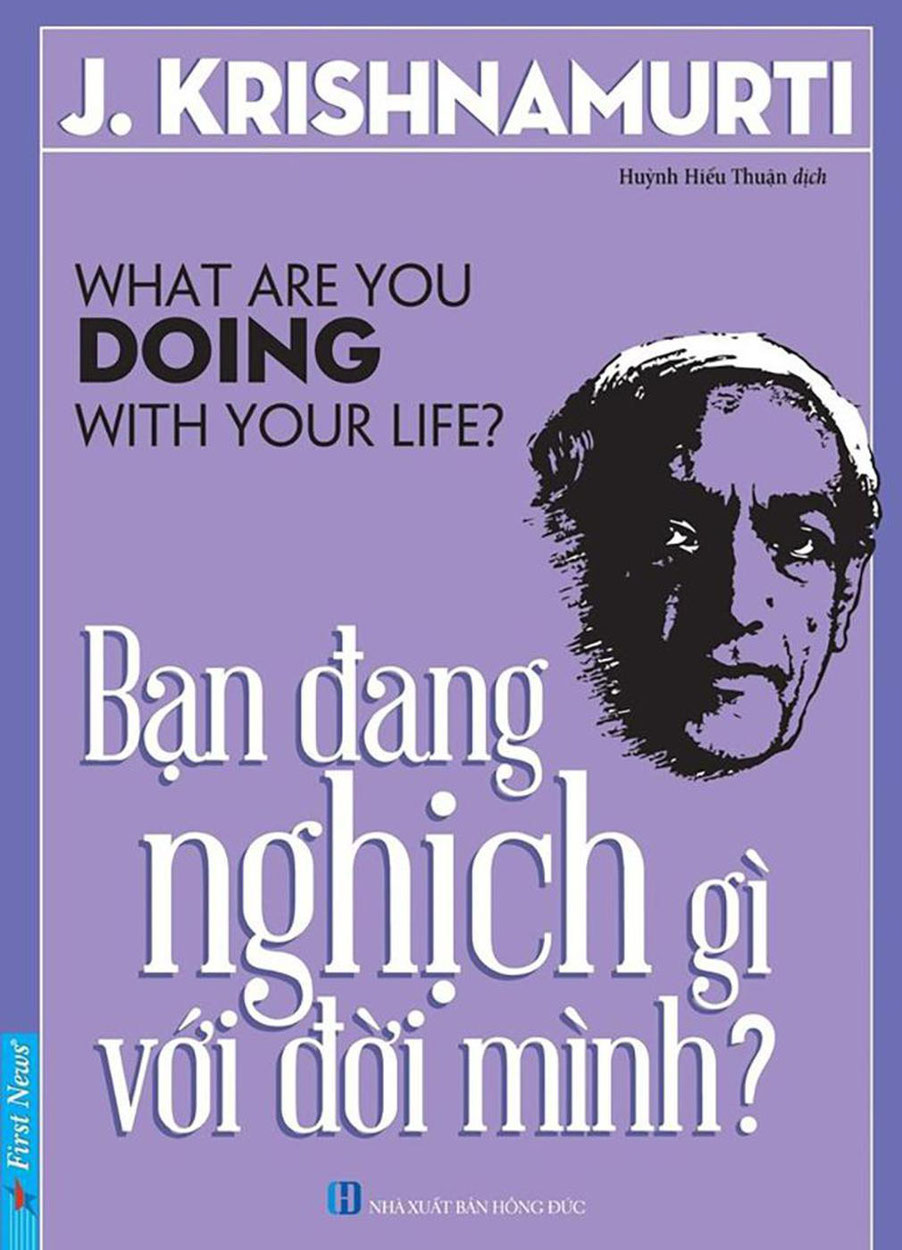 J. KRISHNAMURTI
Huỳnh Hiếu Thuận dịch
WHAT ARE YOU
DOING
WITH YOUR LIFE?
Bạn đang
nghịch gì
với đời mình?
First News®
H NHÀ XUẤT BẢN HỒNG ĐỨC